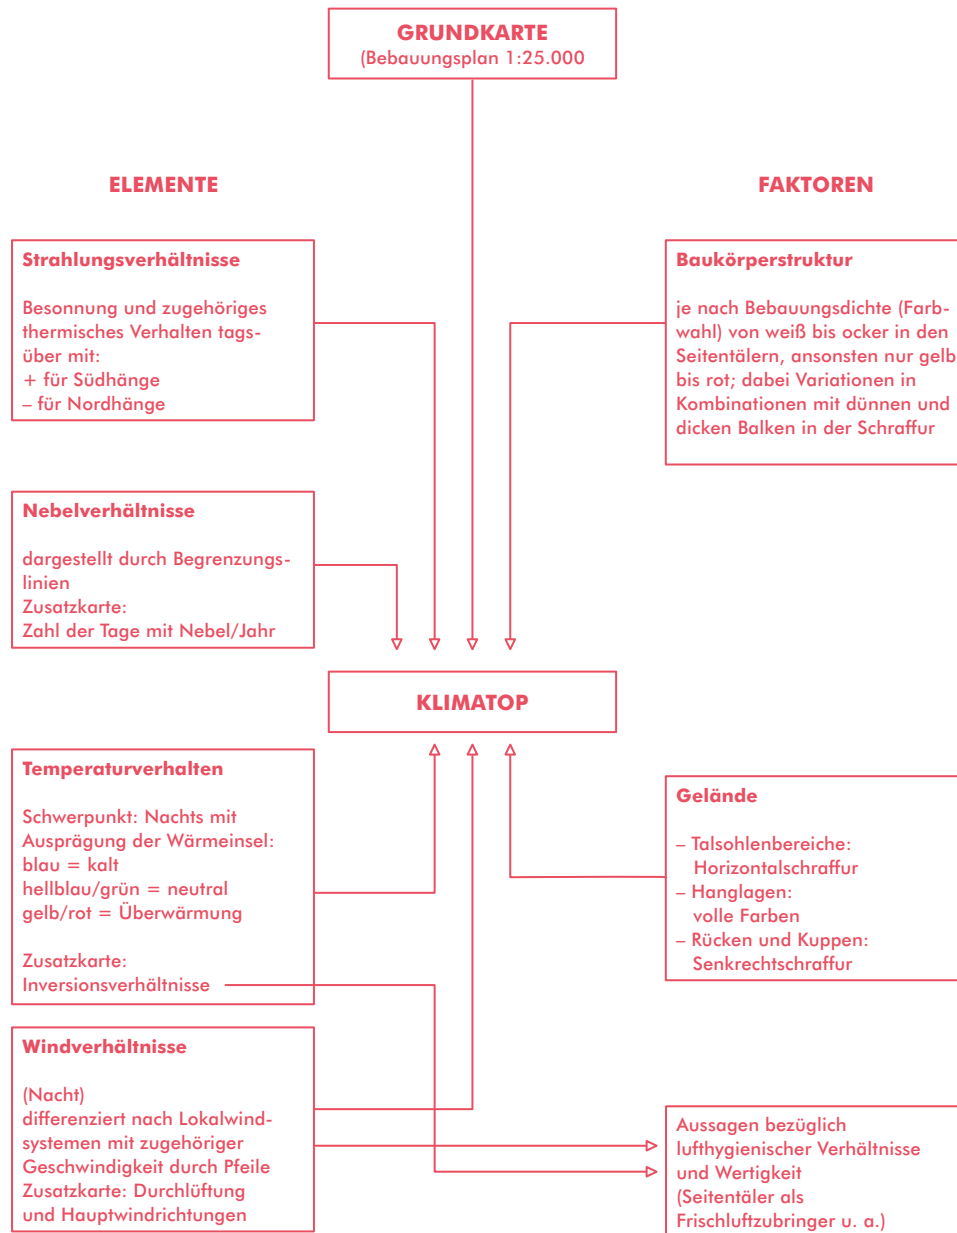 GRUNDKARTE
(Bebauungsplan 1:25.000
ELEMENTE
FAKTOREN
Strahlungsverhältnisse
Besonnung und zugehöriges
thermisches Verhalten tags-
über mit:
+ für Südhänge
– für Nordhänge
Baukörperstruktur
je nach Bebauungsdichte (Farb-
wahl) von weiß bis ocker in den
Seitentälern, ansonsten nur gelb
bis rot; dabei Variationen in
Kombinationen mit dünnen und
dicken Balken in der Schraffur
Nebelverhältnisse
dargestellt durch Begrenzungs-
linien
Zusatzkarte:
Zahl der Tage mit Nebel/Jahr
KLIMATOP
Temperaturverhalten
Schwerpunkt: Nachts mit
Ausprägung der Wärmeinsel:
blau = kalt
hellblau/grün = neutral
gelb/rot = Überwärmung
Zusatzkarte:
Inversionsverhältnisse
Gelände
– Talsohlenbereiche:
Horizontalschraffur
– Hanglagen:
volle Farben
– Rücken und Kuppen:
Senkrechtschraffur
Windverhältnisse
(Nacht)
differenziert nach Lokalwind-
systemen mit zugehöriger
Geschwindigkeit durch Pfeile
Zusatzkarte: Durchlüftung
und Hauptwindrichtungen
Aussagen bezüglich
lufthygienischer Verhältnisse
und Wertigkeit
(Seitentäler als
Frischluftzubringer u. a.)